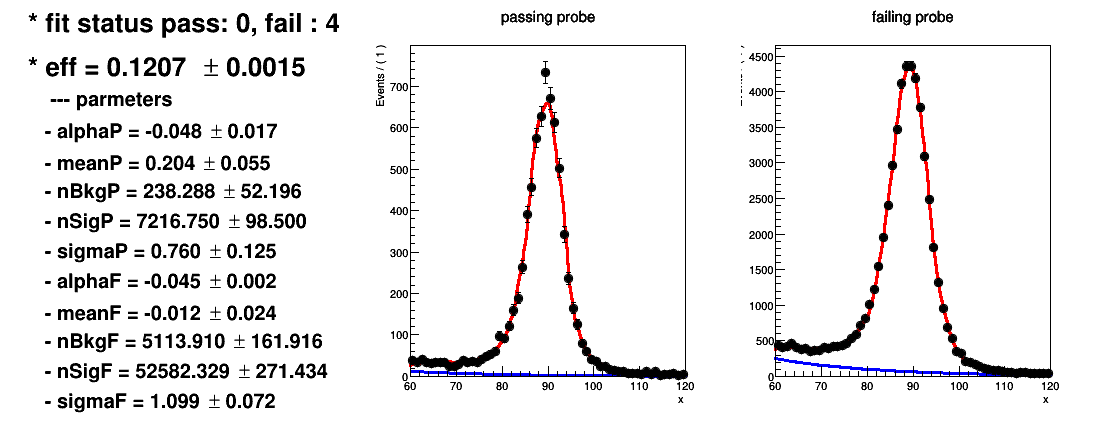 * fit status pass: 0, fail : 4
* eff = 0.1207 ± 0.0015
--- parmeters
- alphaP = -0.048 ± 0.017
- meanP = 0.204 ± 0.055
- nBkgP = 238.288 ± 52.196
- nSigP = 7216.750 ± 98.500
- sigmaP = 0.760 ± 0.125
- alphaF = -0.045 ± 0.002
- meanF = -0.012 ± 0.024
- nBkgF = 5113.910 ± 161.916
- nSigF = 52582.329 ± 271.434
- sigmaF = 1.099 ± 0.072
passing probe
Events / ( 1 )
700
600
500
400
300
200
100
0
60 70 80 90 100 110 120
x
failing probe
4500
4000
3500
3000
2500
2000
1500
1000
500
0
60 70 80 90 100 110 120
x